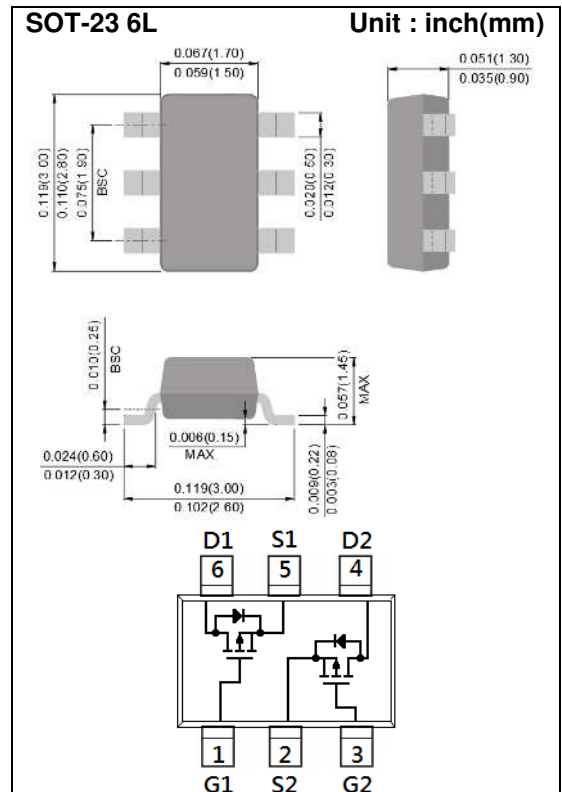 SOT-23 6L Unit : inch(mm)
0.067(1.70)
0.059(1.50)
0.051(1.30)
0.035(0.90)
0.119(3.00)
0.110(2.80)
0.075(1.90)
BSC
0.020(0.50)
0.012(0.30)
0.010(0.25)
BSC
0.057(1.45)
MAX.
0.006(0.15)
MAX.
0.024(0.60)
0.012(0.30)
0.009(0.22)
0.003(0.08)
0.119(3.00)
0.102(2.60)
D1 S1 D2
6 5 4
1 2 3
G1 S2 G2